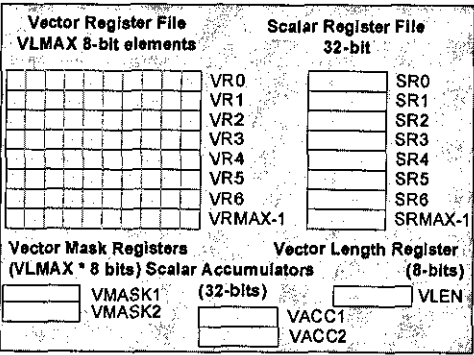 Vector Register File Scalar Register File
VLMAX 8-bit elements 32-bit
VR0 SR0
VR1 SR1
VR2 SR2
VR3 SR3
VR4 SR4
VR5 SR5
VR6 SR6
VRMAX-1 SRMAX-1
Vector Mask Registers Vector Length Register
(VLMAX * 8 bits) Scalar Accumulators (8-bits)
VMASK1 (32-bits) VLEN
VMASK2 VACC1
VACC2